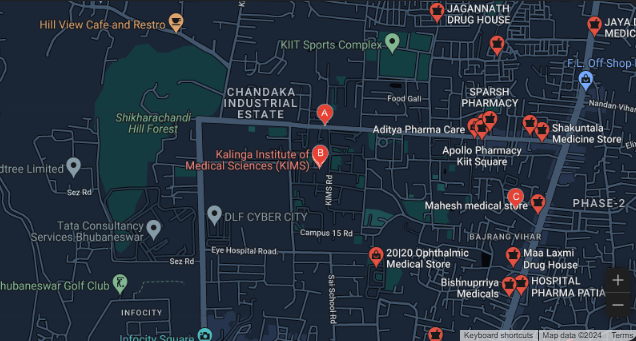 JAGANNATH
DRUG HOUSE
Hill View Cafe and Restro
JAYA D
MEDIC
KIIT Sports Complex
F.L. Off Shop
Food Gali
CHANDAKA
INDUSTRIAL
ESTATE
SPARSH
PHARMACY
Nandan Vihar
Shikharachandi
Hill Forest
A
Aditya Pharma Care
Shakuntala
Medicine Store
Apollo Pharmacy
Kiit Square
Kalinga Institute of
Medical Sciences (KIMS)
B
dtree Limited
Sez Rd
KIMS Rd
C
Mahesh medical store
PHASE-2
DLF CYBER CITY
Tata Consultancy
Services Bhubaneswar
Campus 15 Rd
BAJRANG VIHAR
Eye Hospital Road
20|20 Ophthalmic
Medical Store
Maa Laxmi
Drug House
Sez Rd
Sai School Rd
hubaneswar Golf Club
Bishnuprriya
Medicals
HOSPITAL
PHARMA PATIA
INFOCITY
Infocity Square
Keyboard shortcuts
Map data ©2024
Terms